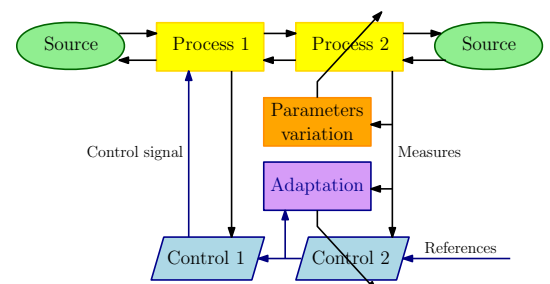 Source
Process 1
Process 2
Source
Parameters
variation
Control signal
Measures
Adaptation
Control 1
Control 2
References